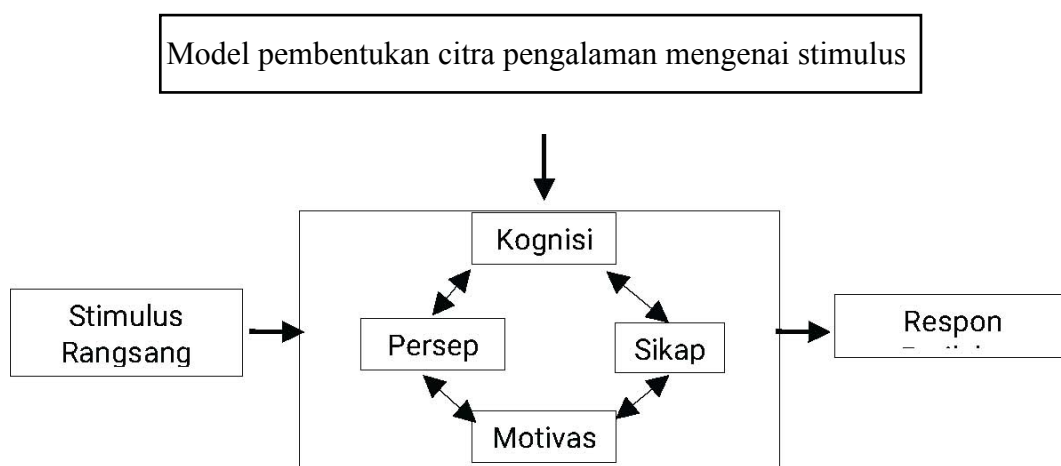 Model pembentukan citra pengalaman mengenai stimulus
Kognisi
Stimulus
Rangsang
Persep
Sikap
Respon
Motivas